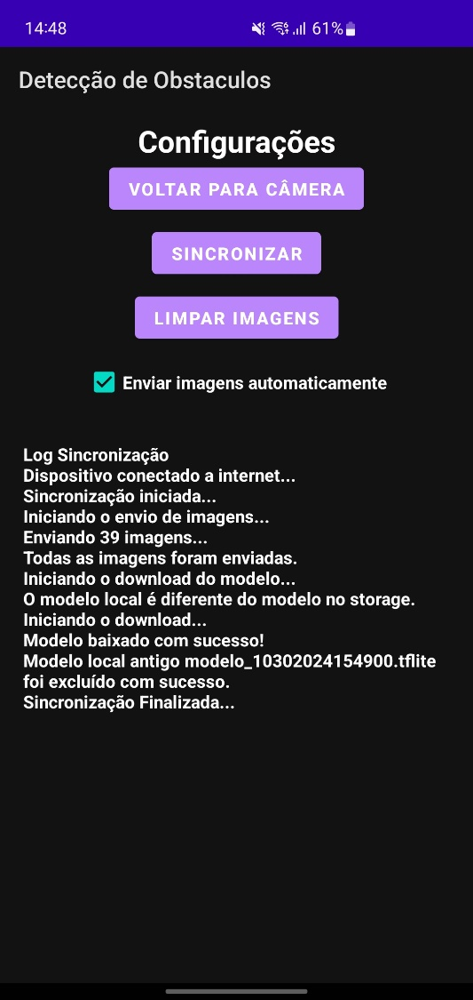 14:48
61%
Detecção de Obstaculos
Configurações
VOLTAR PARA CÂMERA
SINCRONIZAR
LIMPAR IMAGENS
Enviar imagens automaticamente
Log Sincronização
Dispositivo conectado a internet...
Sincronização iniciada...
Iniciando o envio de imagens...
Enviando 39 imagens...
Todas as imagens foram enviadas.
Iniciando o download do modelo...
O modelo local é diferente do modelo no storage.
Iniciando o download...
Modelo baixado com sucesso!
Modelo local antigo modelo_10302024154900.tflite
foi excluído com sucesso.
Sincronização Finalizada...